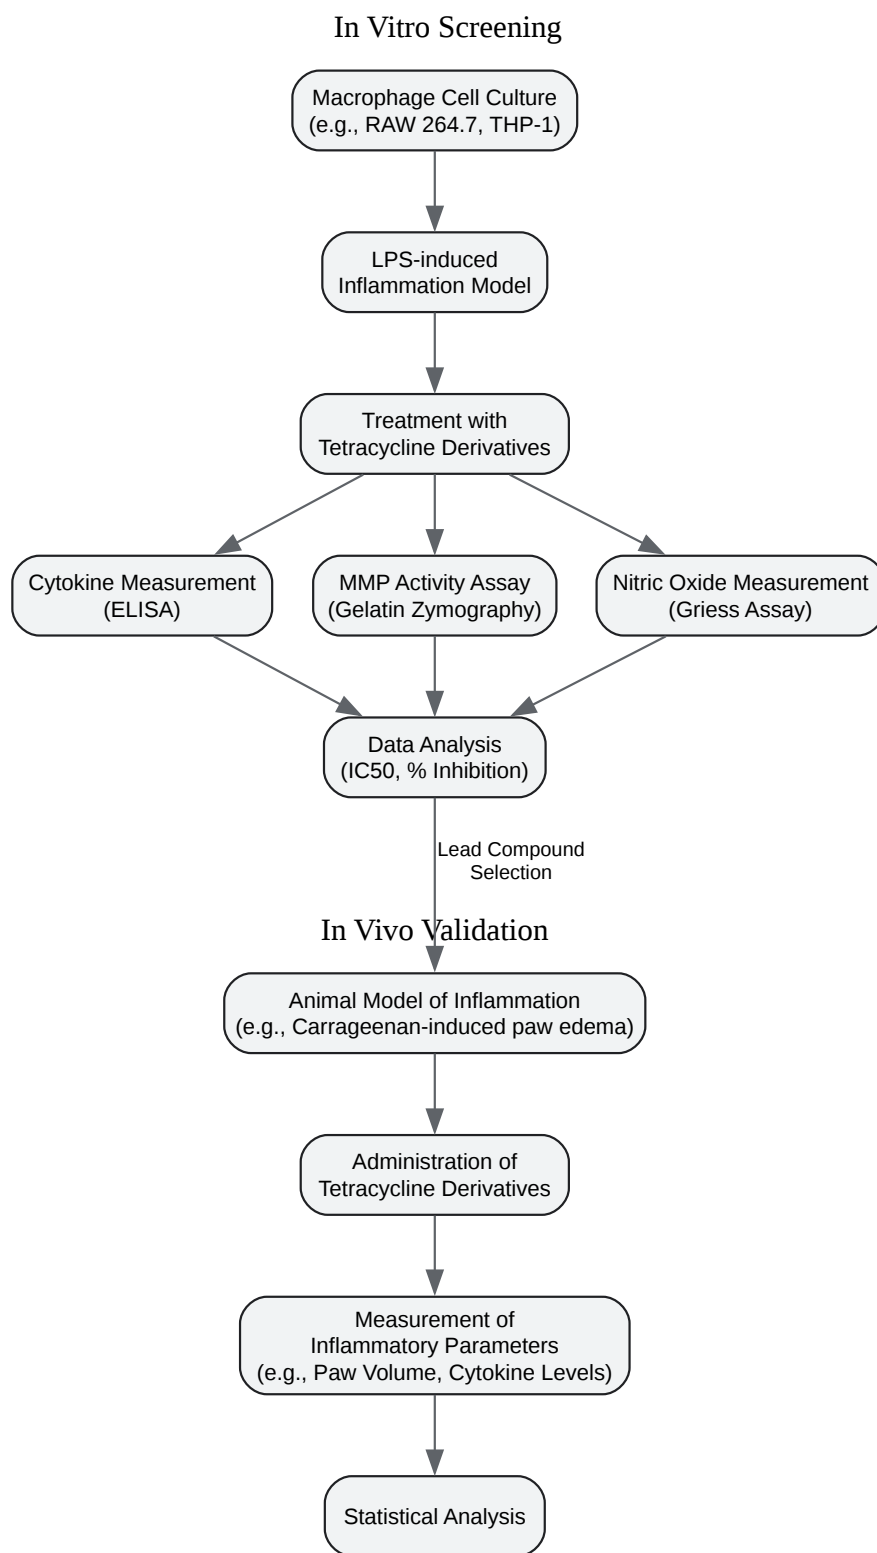 In Vitro Screening
Macrophage Cell Culture
(e.g., RAW 264.7, THP-1)
LPS-induced
Inflammation Model
Treatment with
Tetracycline Derivatives
Cytokine Measurement
(ELISA)
MMP Activity Assay
(Gelatin Zymography)
Nitric Oxide Measurement
(Griess Assay)
Data Analysis
(IC50, % Inhibition)
Lead Compound
Selection
In Vivo Validation
Animal Model of Inflammation
(e.g., Carrageenan-induced paw edema)
Administration of
Tetracycline Derivatives
Measurement of
Inflammatory Parameters
(e.g., Paw Volume, Cytokine Levels)
Statistical Analysis